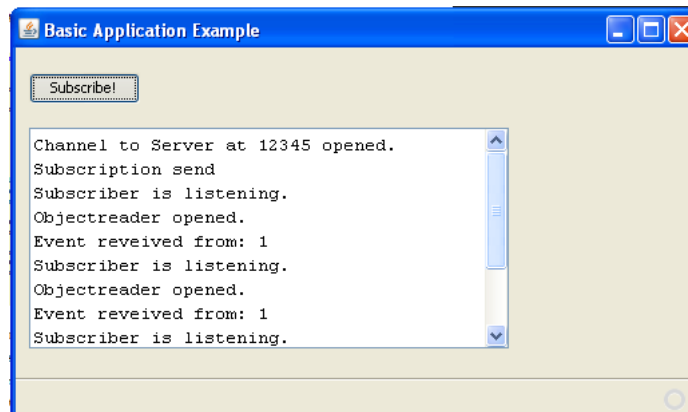 Basic Application Example
Subscribe!
Channel to Server at 12345 opened.
Subscription send
Subscriber is listening.
Objectreader opened.
Event reveived from: 1
Subscriber is listening.
Objectreader opened.
Event reveived from: 1
Subscriber is listening.